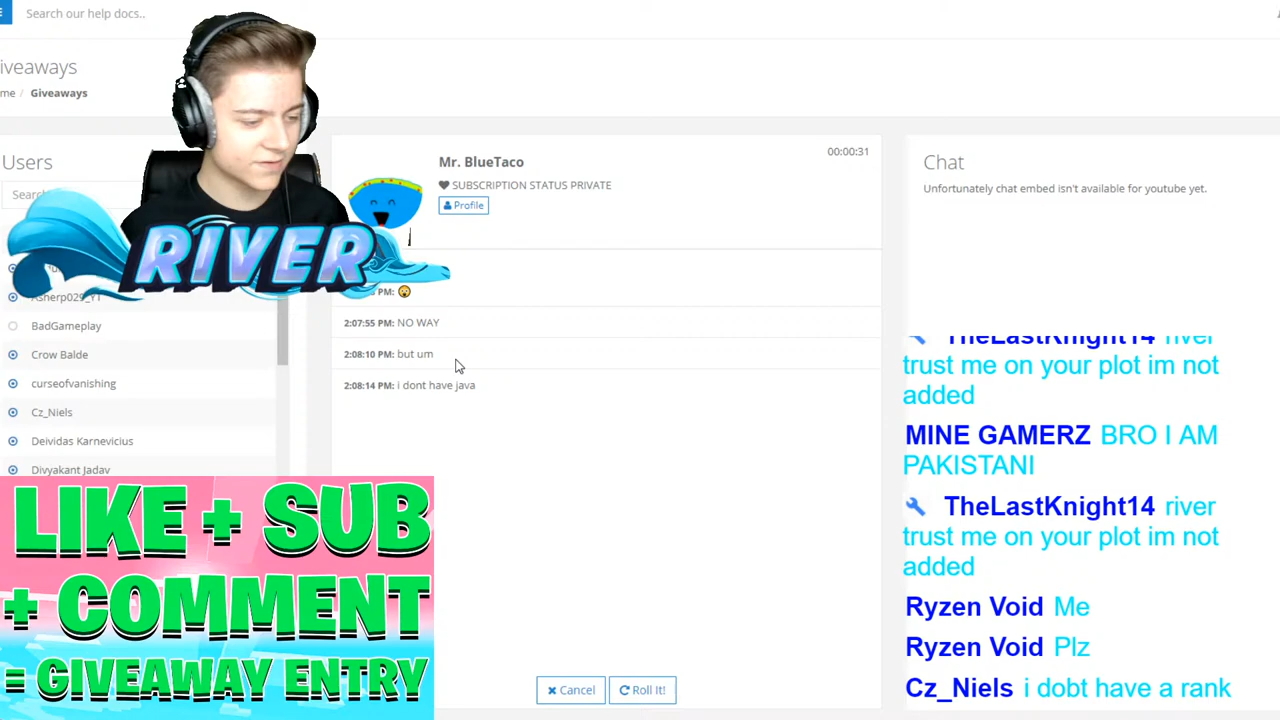 Search our help docs..
iveaways
me / Giveaways
Users
Sear
BadGameplay
Crow Balde
curseofvanishing
Cz_Niels
Deividas Karnevicius
Divyakant Jadav
RIVER
Mr. BlueTaco
SUBSCRIPTION STATUS PRIVATE
Profile
00:00:31
PM: 😮
2:07:55 PM: NO WAY
2:08:10 PM: but um
2:08:14 PM: i dont have java
Cancel
Roll It!
LIKE + SUB
+ COMMENT
= GIVEAWAY ENTRY
Chat
Unfortunately chat embed isn't available for youtube yet.
TheLastKnight14 river
trust me on your plot im not
added
MINE GAMERZ BRO I AM
PAKISTANI
TheLastKnight14 river
trust me on your plot im not
added
Ryzen Void Me
Ryzen Void Plz
Cz_Niels i dobt have a rank